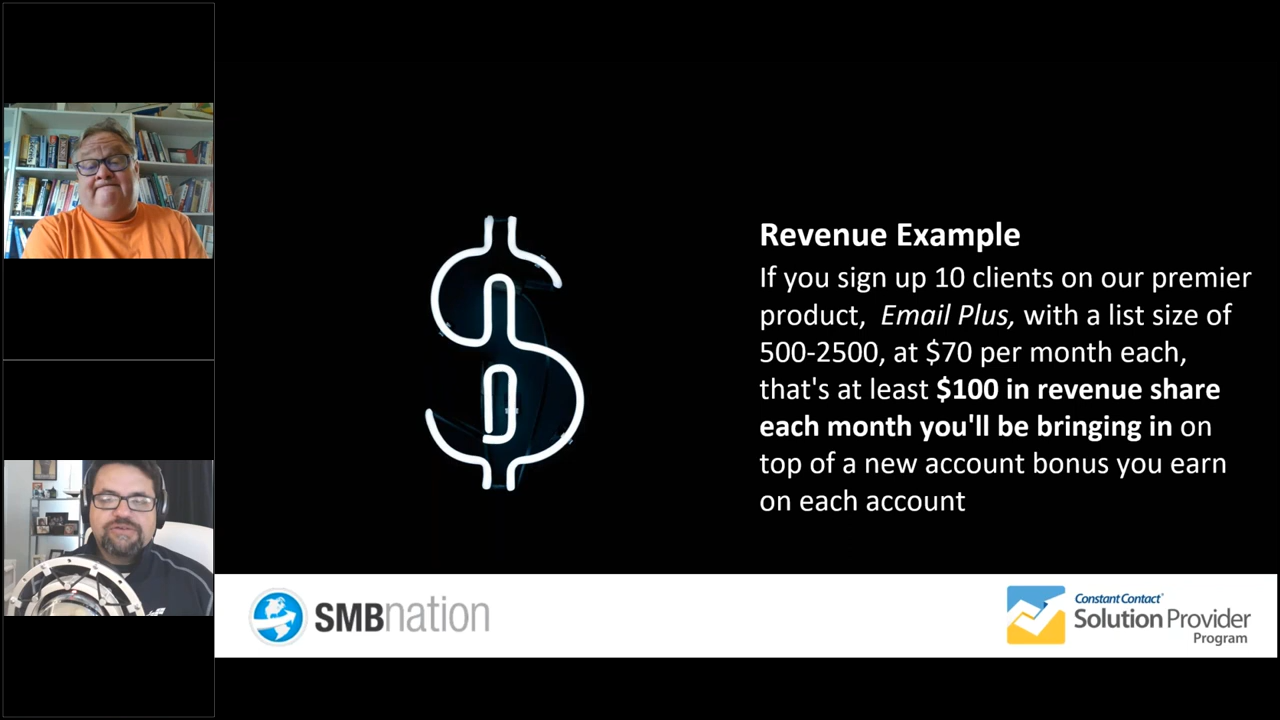 Revenue Example
If you sign up 10 clients on our premier
product, Email Plus, with a list size of
500-2500, at $70 per month each,
that's at least $100 in revenue share
each month you'll be bringing in on
top of a new account bonus you earn
on each account
SMBnation
Constant Contact®
Solution Provider
Program